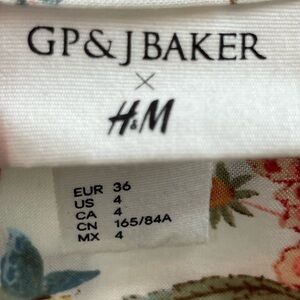 GP & J BAKER
×
H&M
EUR 36
US 4
CA 4
CN 165/84A
MX 4